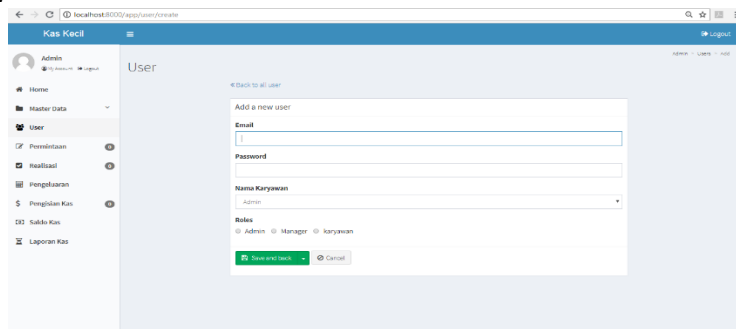 localhost:8000/app/user/create
Kas Kecil
Logout
Admin
My Account Logout
Admin > Users > Add
User
Home
Master Data
User
Permintaan 0
Realisasi 0
Pengeluaran
Pengisian Kas 0
Saldo Kas
Laporan Kas
Back to all user
Add a new user
Email
Password
Nama Karyawan
Admin
Roles
Admin Manager karyawan
Save and back
Cancel